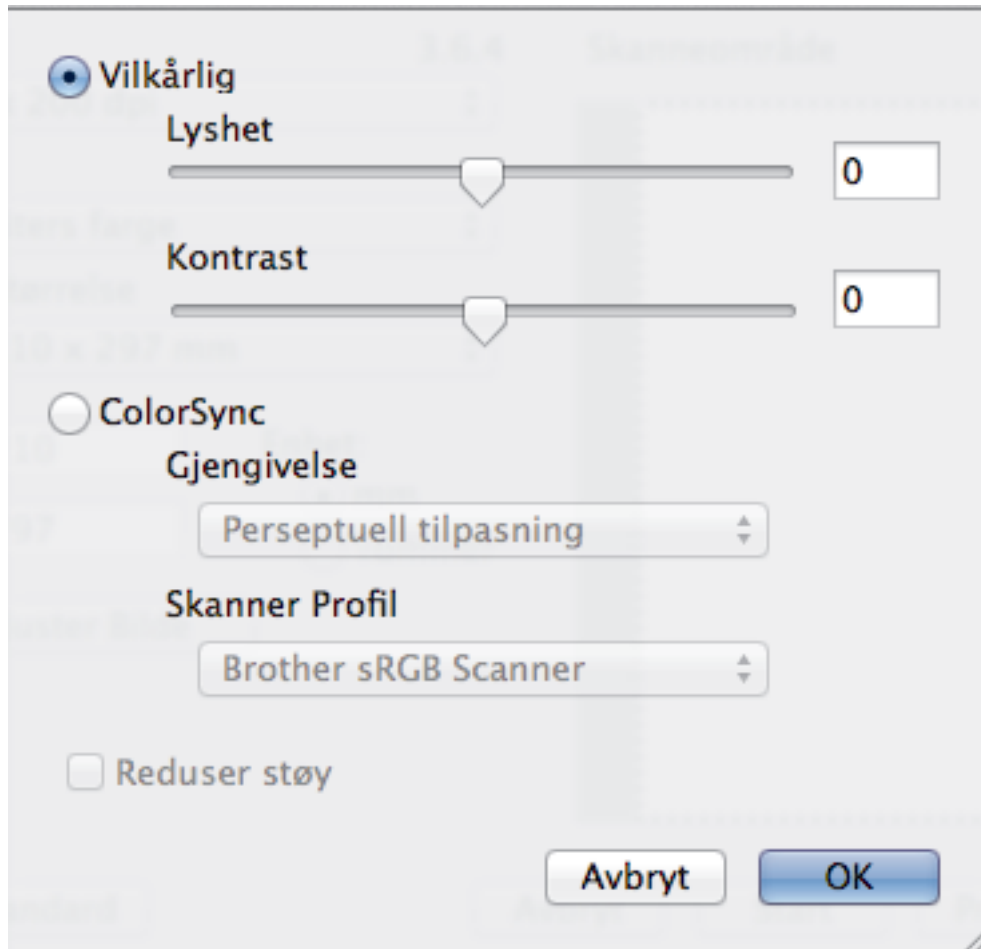 Vilkårlig
Lyshet
0
Kontrast
0
ColorSync
Gjengivelse
Perseptuell tilpasning
Skanner Profil
Brother sRGB Scanner
Reduser støy
Avbryt OK